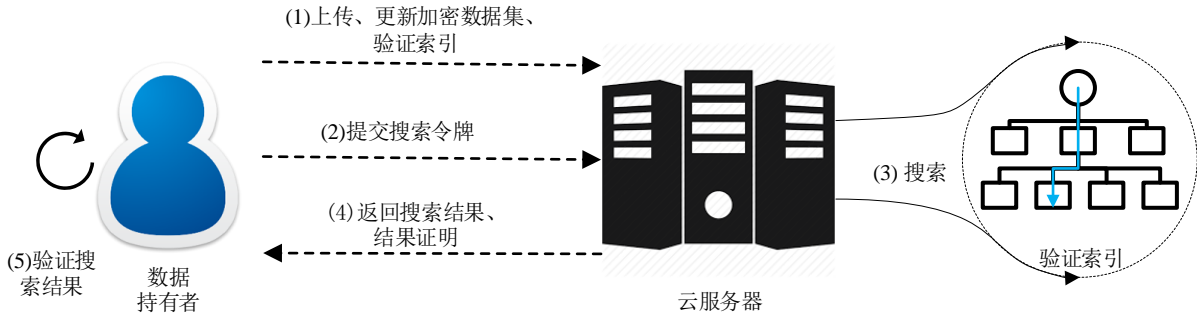 (1)上传、更新加密数据集、
验证索引
(2)提交搜索令牌
(3) 搜索
(4)返回搜索结果、
结果证明
(5)验证搜
索结果
数据
持有者
云服务器
验证索引